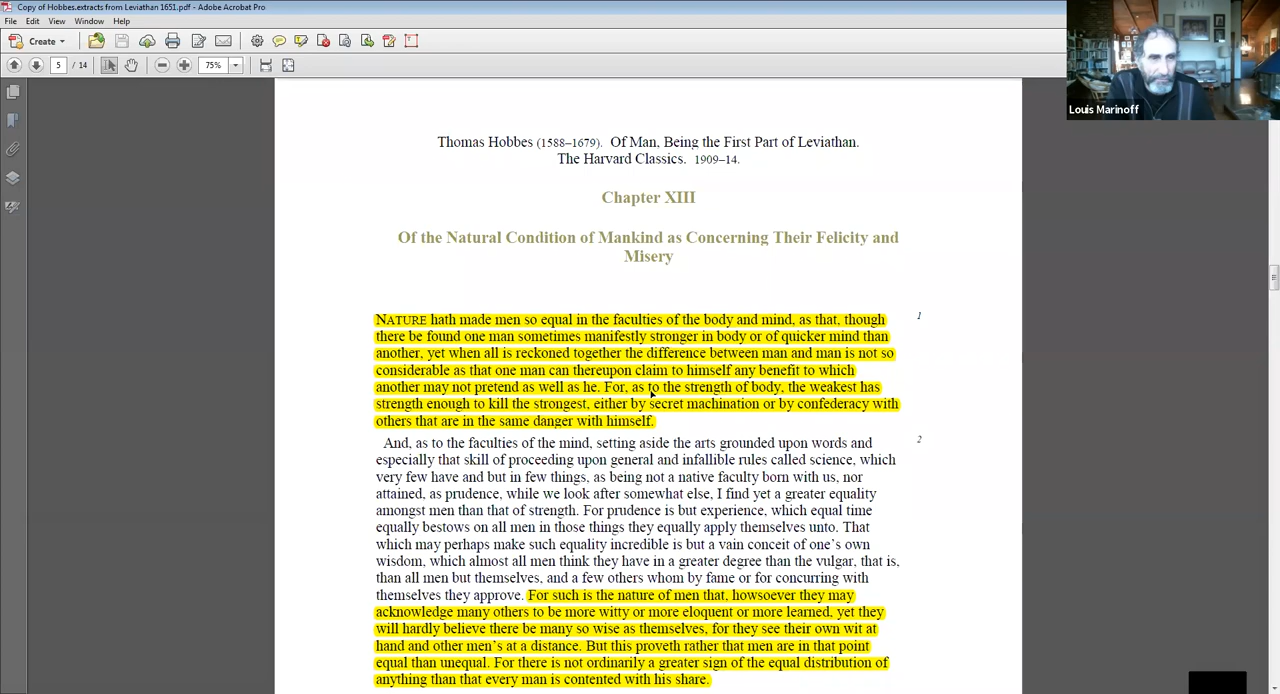 Copy of Hobbes.extracts from Leviathan 1651.pdf - Adobe Acrobat Pro
File Edit View Window Help
Create
5 / 14 75%
Louis Marinoff
Thomas Hobbes (1588–1679). Of Man, Being the First Part of Leviathan.
The Harvard Classics. 1909–14.
Chapter XIII
Of the Natural Condition of Mankind as Concerning Their Felicity and
Misery
NATURE hath made men so equal in the faculties of the body and mind, as that, though 1
there be found one man sometimes manifestly stronger in body or of quicker mind than
another, yet when all is reckoned together the difference between man and man is not so
considerable as that one man can thereupon claim to himself any benefit to which
another may not pretend as well as he. For, as to the strength of body, the weakest has
strength enough to kill the strongest, either by secret machination or by confederacy with
others that are in the same danger with himself.
And, as to the faculties of the mind, setting aside the arts grounded upon words and 2
especially that skill of proceeding upon general and infallible rules called science, which
very few have and but in few things, as being not a native faculty born with us, nor
attained, as prudence, while we look after somewhat else, I find yet a greater equality
amongst men than that of strength. For prudence is but experience, which equal time
equally bestows on all men in those things they equally apply themselves unto. That
which may perhaps make such equality incredible is but a vain conceit of one's own
wisdom, which almost all men think they have in a greater degree than the vulgar, that is,
than all men but themselves, and a few others whom by fame or for concurring with
themselves they approve. For such is the nature of men that, howsoever they may
acknowledge many others to be more witty or more eloquent or more learned, yet they
will hardly believe there be many so wise as themselves, for they see their own wit at
hand and other men's at a distance. But this proveth rather that men are in that point
equal than unequal. For there is not ordinarily a greater sign of the equal distribution of
anything than that every man is contented with his share.